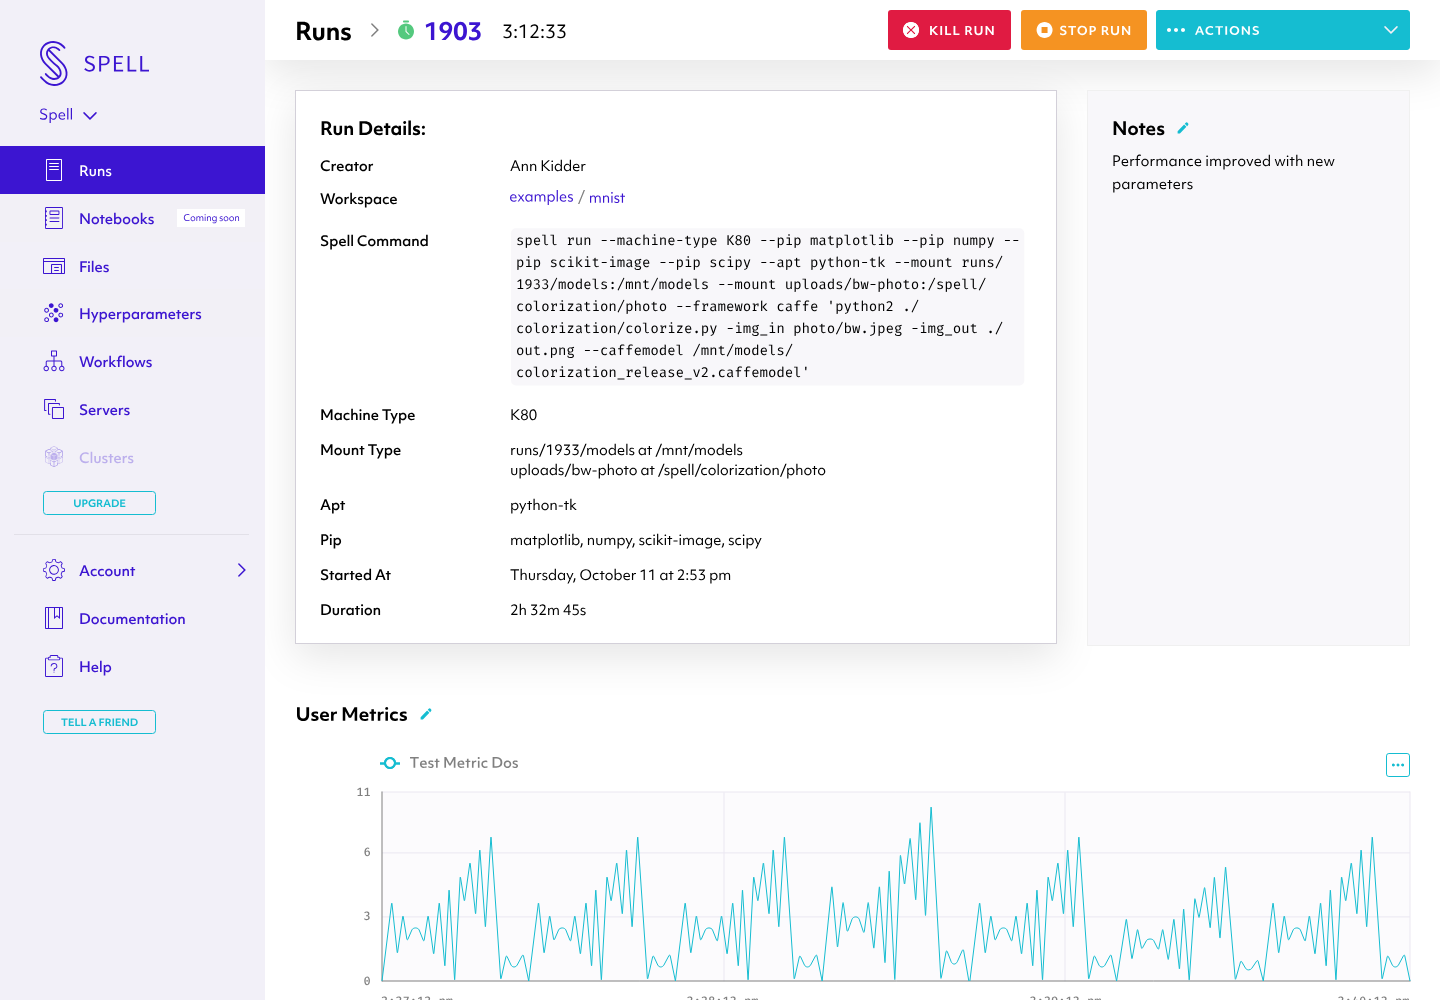 SPELL
Spell
Runs
Notebooks
Coming soon
Files
Hyperparameters
Workflows
Servers
Clusters
UPGRADE
Account
Documentation
Help
TELL A FRIEND
Runs 1903 3:12:33
KILL RUN
STOP RUN
ACTIONS
Run Details:
Creator Ann Kidder
Workspace examples / mnist
Spell Command
spell run --machine-type K80 --pip matplotlib --pip numpy --
pip scikit-image --pip scipy --apt python-tk --mount runs/
1933/models:/mnt/models --mount uploads/bw-photo:/spell/
colorization/photo --framework caffe 'python2 ./
colorization/colorize.py -img_in photo/bw.jpeg -img_out ./
out.png --caffemodel /mnt/models/
colorization_release_v2.caffemodel'
Machine Type K80
Mount Type runs/1933/models at /mnt/models
uploads/bw-photo at /spell/colorization/photo
Apt python-tk
Pip matplotlib, numpy, scikit-image, scipy
Started At Thursday, October 11 at 2:53 pm
Duration 2h 32m 45s
Notes
Performance improved with new
parameters
User Metrics
Test Metric Dos
11
6
3
0